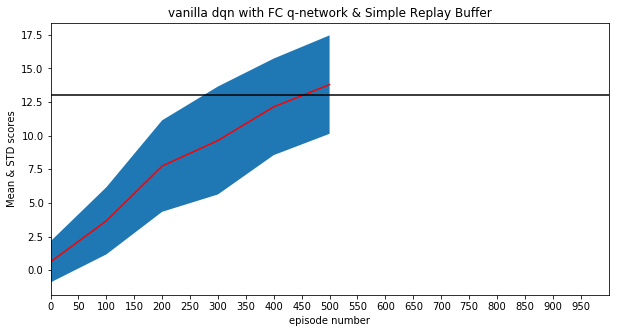 vanilla dqn with FC q-network & Simple Replay Buffer
17.5
15.0
12.5
10.0
7.5
5.0
2.5
0.0
Mean & STD scores
0 50 100 150 200 250 300 350 400 450 500 550 600 650 700 750 800 850 900 950
episode number